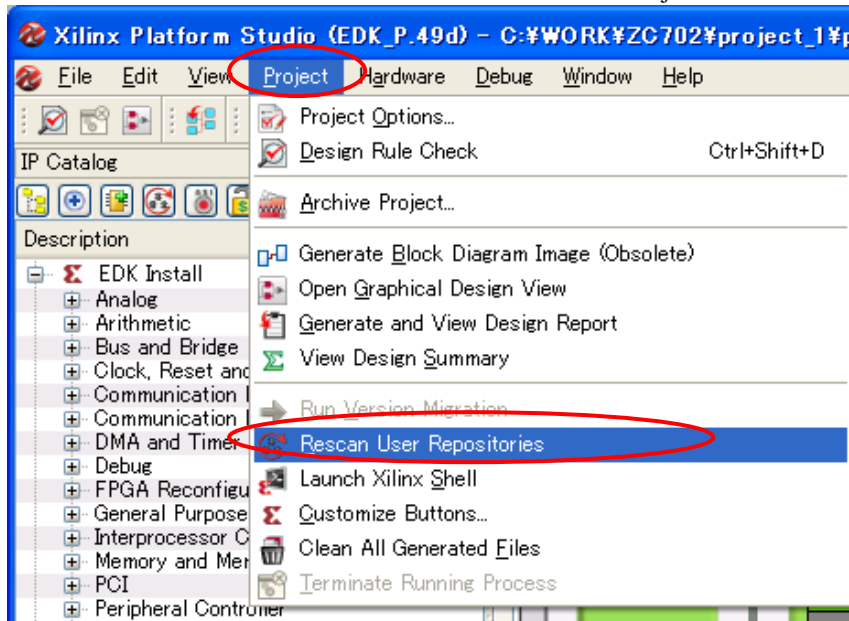 Xilinx Platform Studio (EDK_P.49d) - C:¥WORK¥ZC702¥project_1¥p
File Edit View Project Hardware Debug Window Help
Project Options...
Design Rule Check Ctrl+Shift+D
IP Catalog
Archive Project...
Description
Generate Block Diagram Image (Obsolete)
EDK Install
Open Graphical Design View
Analog
Arithmetic
Generate and View Design Report
Bus and Bridge
View Design Summary
Clock, Reset and
Communication
Run Version Migration
Communication
DMA and Timer
Rescan User Repositories
Debug
Launch Xilinx Shell
FPGA Reconfigu
General Purpose
Customize Buttons...
Interprocessor C
Clean All Generated Files
Memory and Mem
PCI
Terminate Running Process
Peripheral Controller